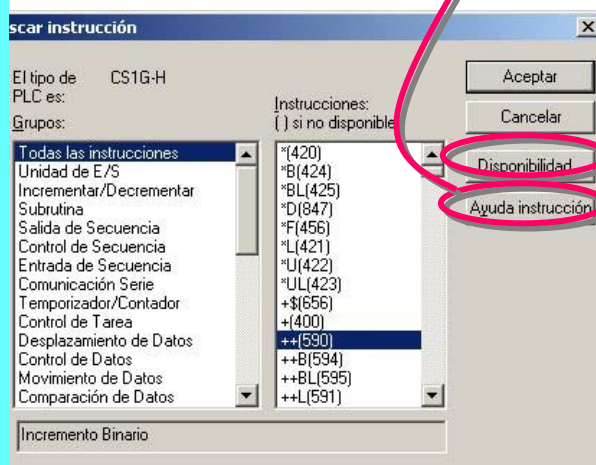 scar instrucción
El tipo de PLC es: CS1G-H
Grupos:
Todas las instrucciones
Unidad de E/S
Incrementar/Decrementar
Subrutina
Salida de Secuencia
Control de Secuencia
Entrada de Secuencia
Comunicación Serie
Temporizador/Contador
Control de Tarea
Desplazamiento de Datos
Control de Datos
Movimiento de Datos
Comparación de Datos
Instrucciones:
() si no disponible
*(420)
*B(424)
*BL(425)
*D(847)
*F(456)
*L(421)
*U(422)
*UL(423)
+$(656)
+(400)
++(590)
++B(594)
++BL(595)
++L(591)
Aceptar
Cancelar
Disponibilidad
Ayuda instrucción
Incremento Binario